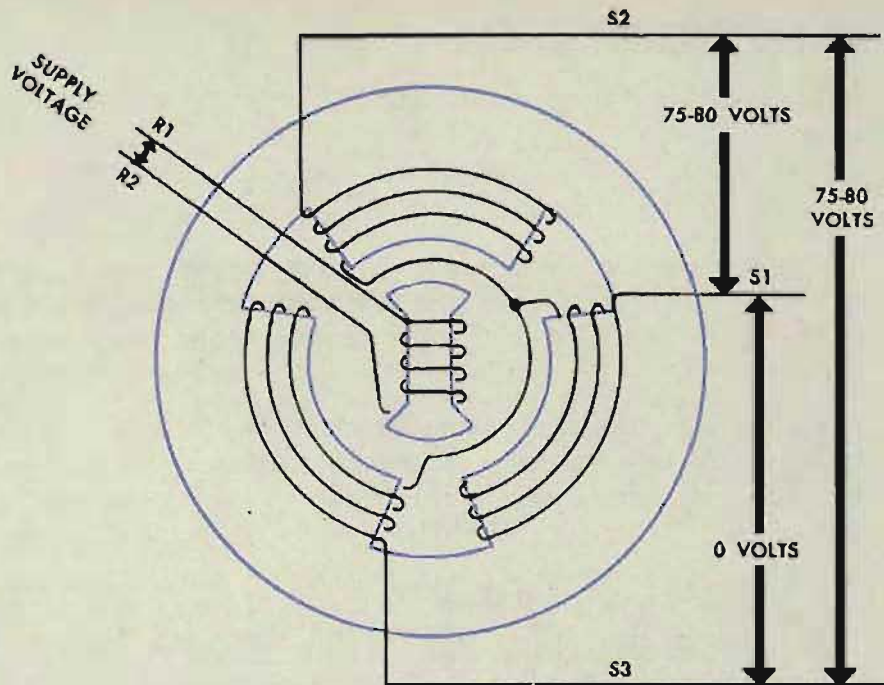 S2
SUPPLY
VOLTAGE
R1
R2
75-80 VOLTS
75-80
VOLTS
S1
0 VOLTS
S3